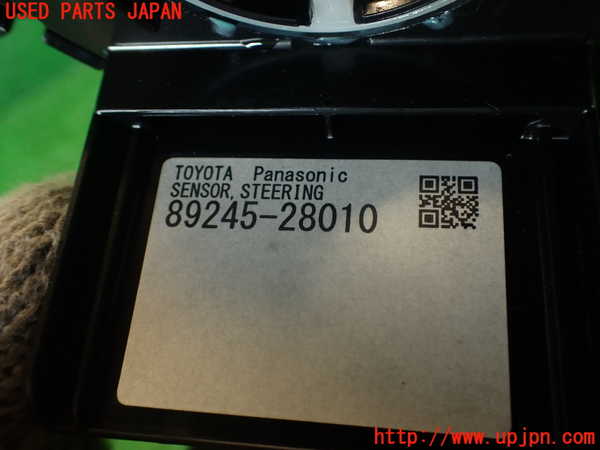 USED PARTS JAPAN
TOYOTA Panasonic
SENSOR, STEERING
89245-28010
http://www.upjpn.com